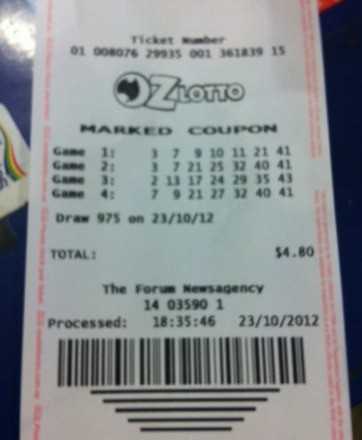 Ticket Number
01 008076 29935 001 361839 15
OZ LOTTO
MARKED COUPON
Game 1: 3 7 9 10 11 21 41
Game 2: 3 7 21 25 32 40 41
Game 3: 2 13 17 24 29 35 43
Game 4: 7 9 21 27 32 40 41
Draw 975 on 23/10/12
TOTAL: $4.80
The Forum Newsagency
14 03590 1
Processed: 18:35:46 23/10/2012